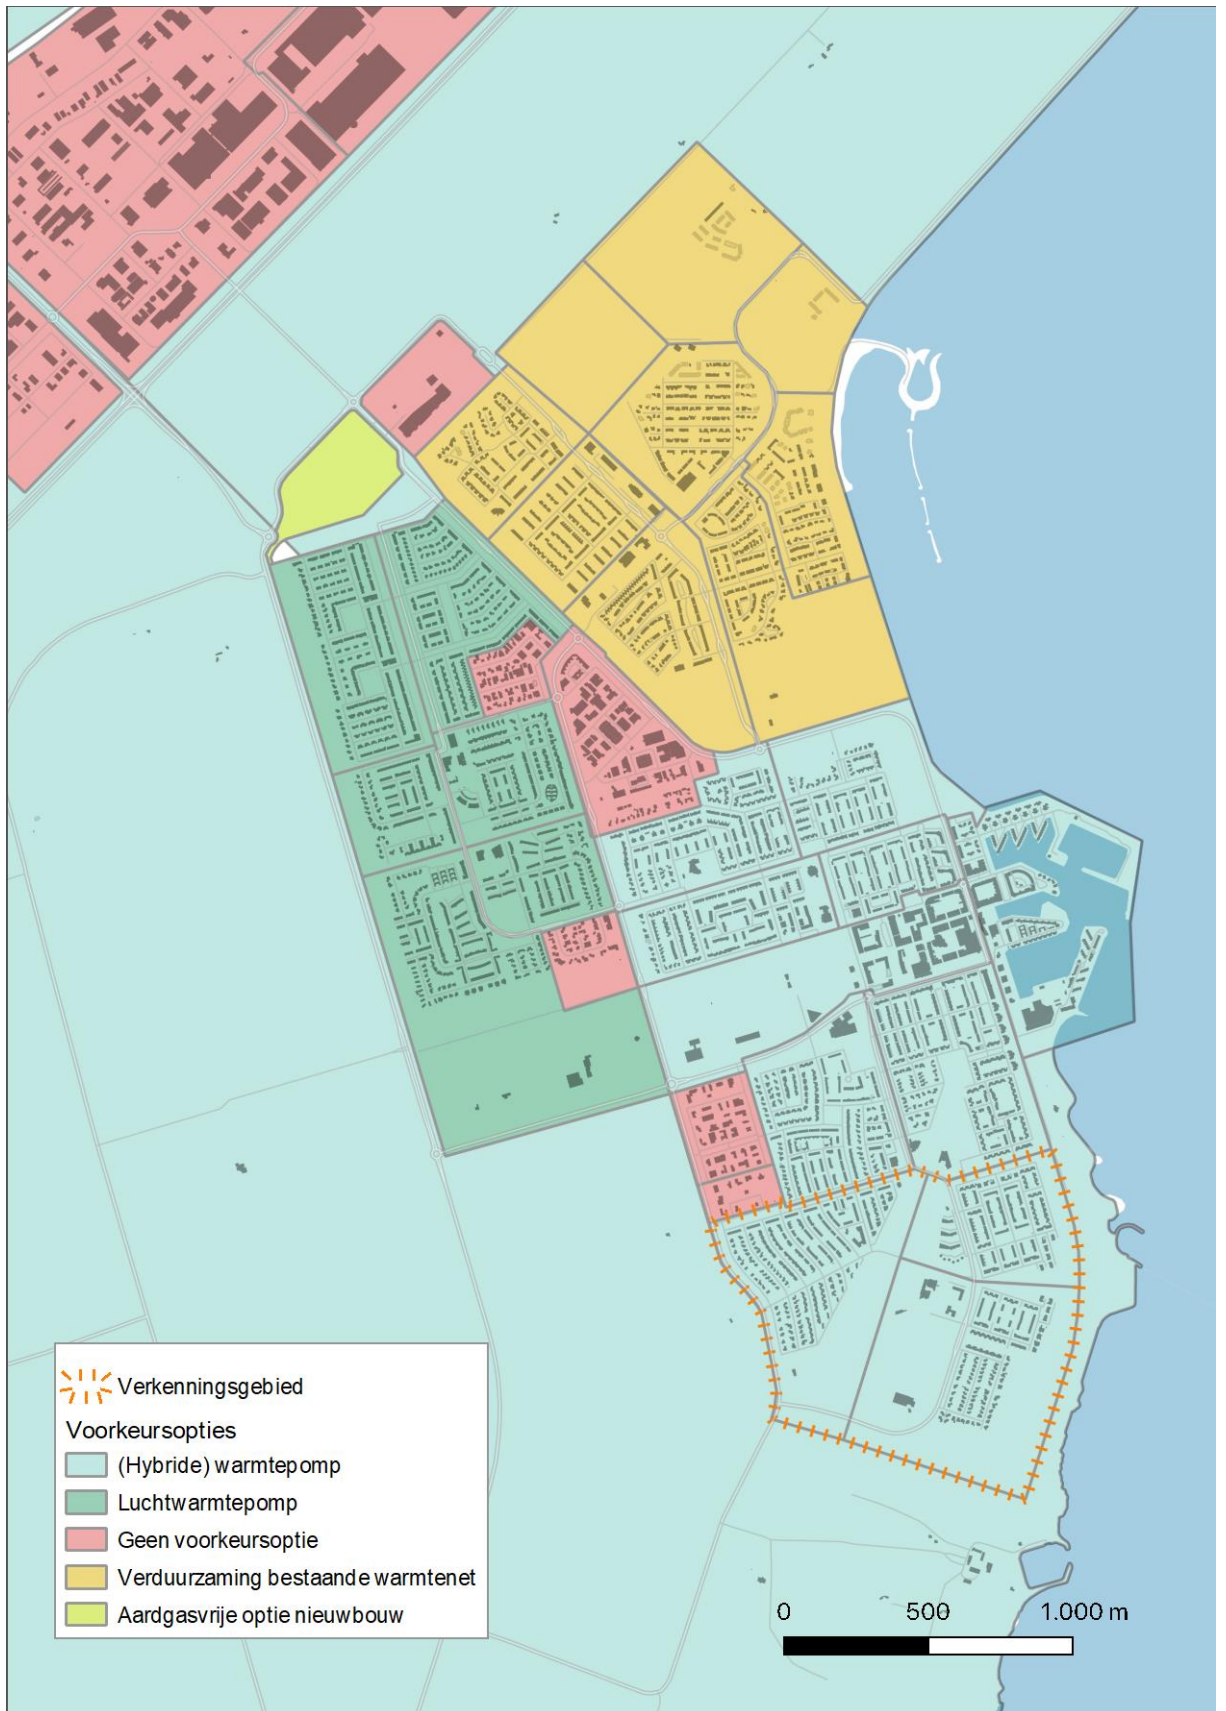 Verkenningsgebied
Voorkeursopties
(Hybride) warmtepomp
Luchtwarmtepomp
Geen voorkeursoptie
Verduurzaming bestaande warmtenet
Aardgasvrije optie nieuwbouw
0 500 1.000 m